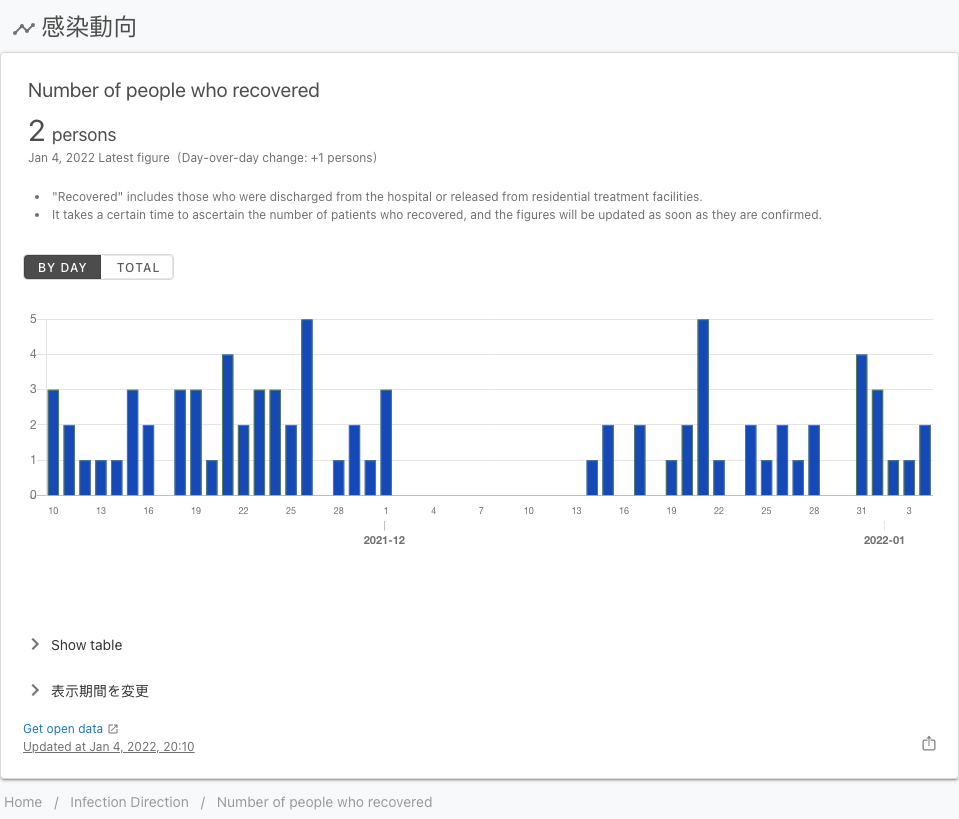 感染動向
Number of people who recovered
2 persons
Jan 4, 2022 Latest figure (Day-over-day change: +1 persons)
"Recovered" includes those who were discharged from the hospital or released from residential treatment facilities.
It takes a certain time to ascertain the number of patients who recovered, and the figures will be updated as soon as they are confirmed.
BY DAY TOTAL
5
4
3
2
1
0
10 13 16 19 22 25 28 1 4 7 10 13 16 19 22 25 28 31 3
2021-12 2022-01
Show table
表示期間を変更
Get open data
Updated at Jan 4, 2022, 20:10
Home / Infection Direction / Number of people who recovered